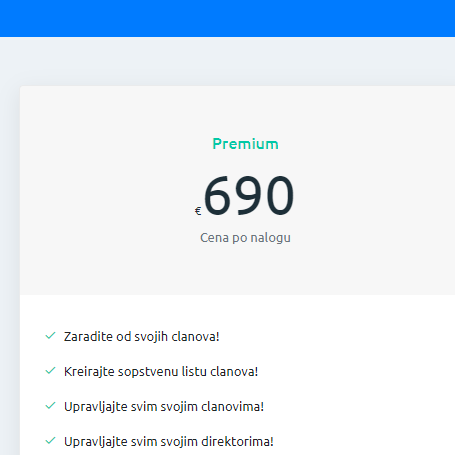 Premium
€690
Cena po nalogu
Zaradite od svojih clanova!
Kreirajte sopstvenu listu clanova!
Upravljajte svim svojim clanovima!
Upravljajte svim svojim direktorima!